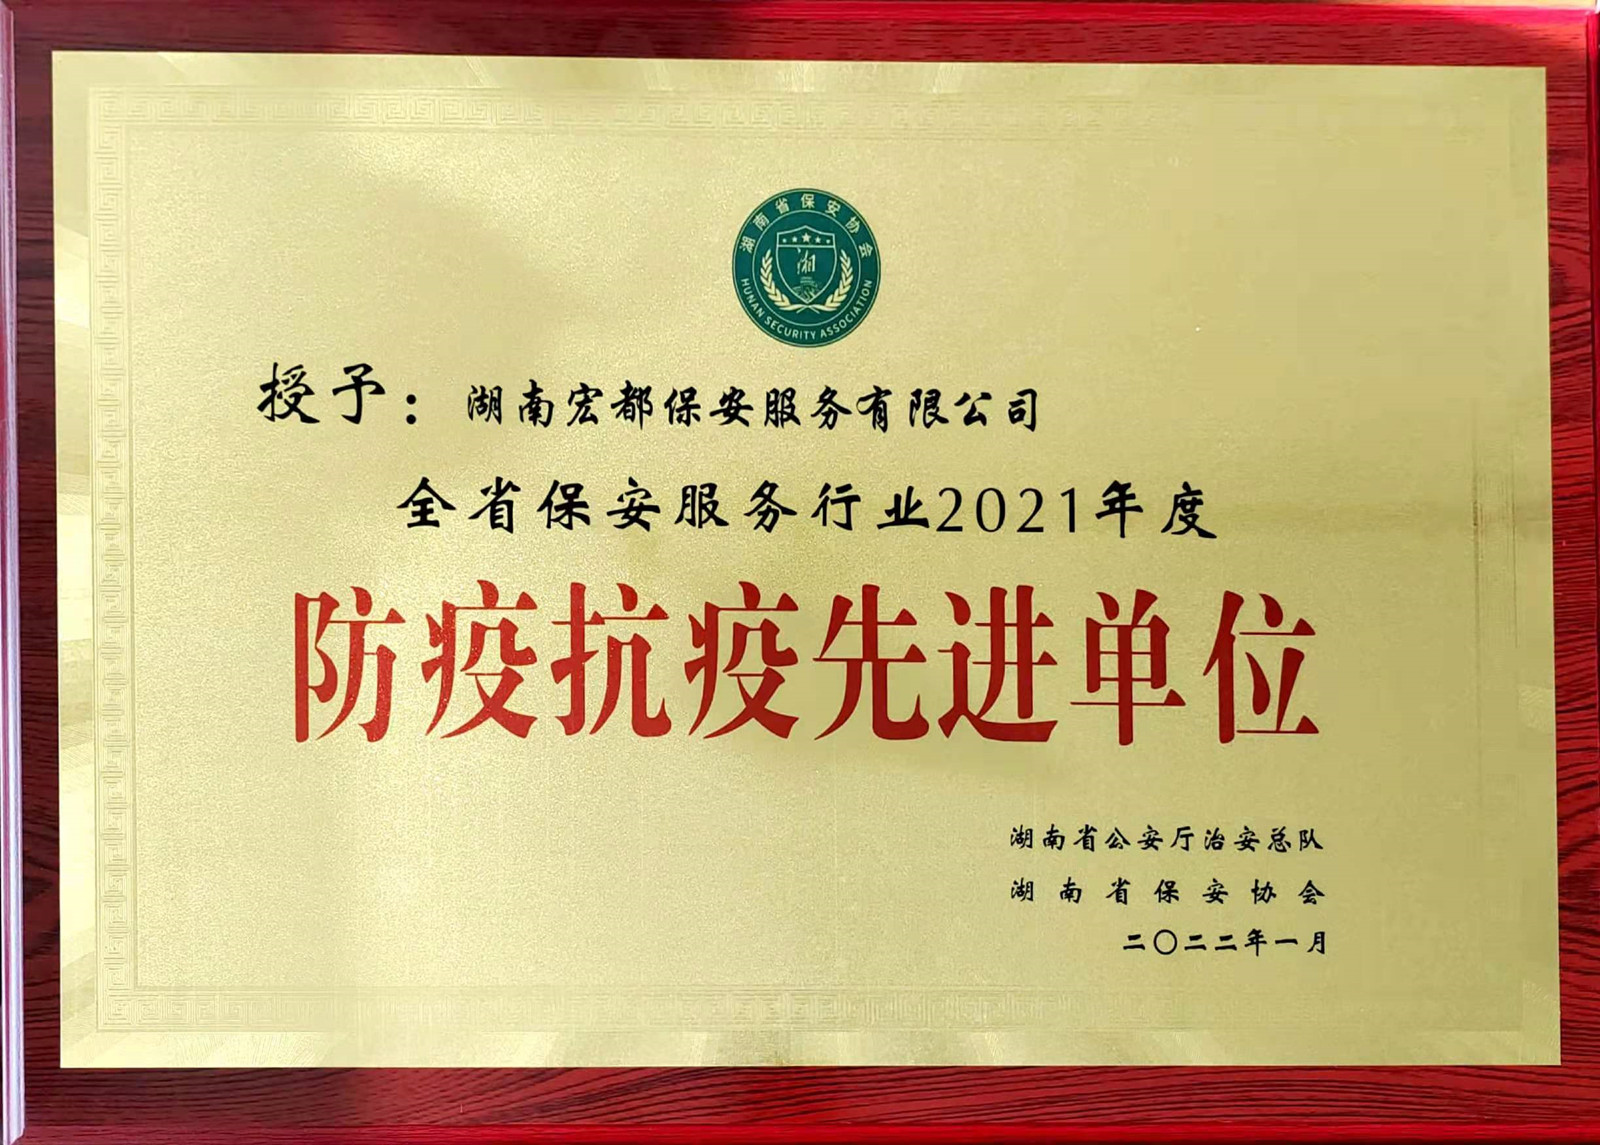 湖南省保安协会
湘
HUNAN SECURITY ASSOCIATION
授予：湖南宏都保安服务有限公司
全省保安服务行业2021年度
防疫抗疫先进单位
湖南省公安厅治安总队
湖南省保安协会
二〇二二年一月